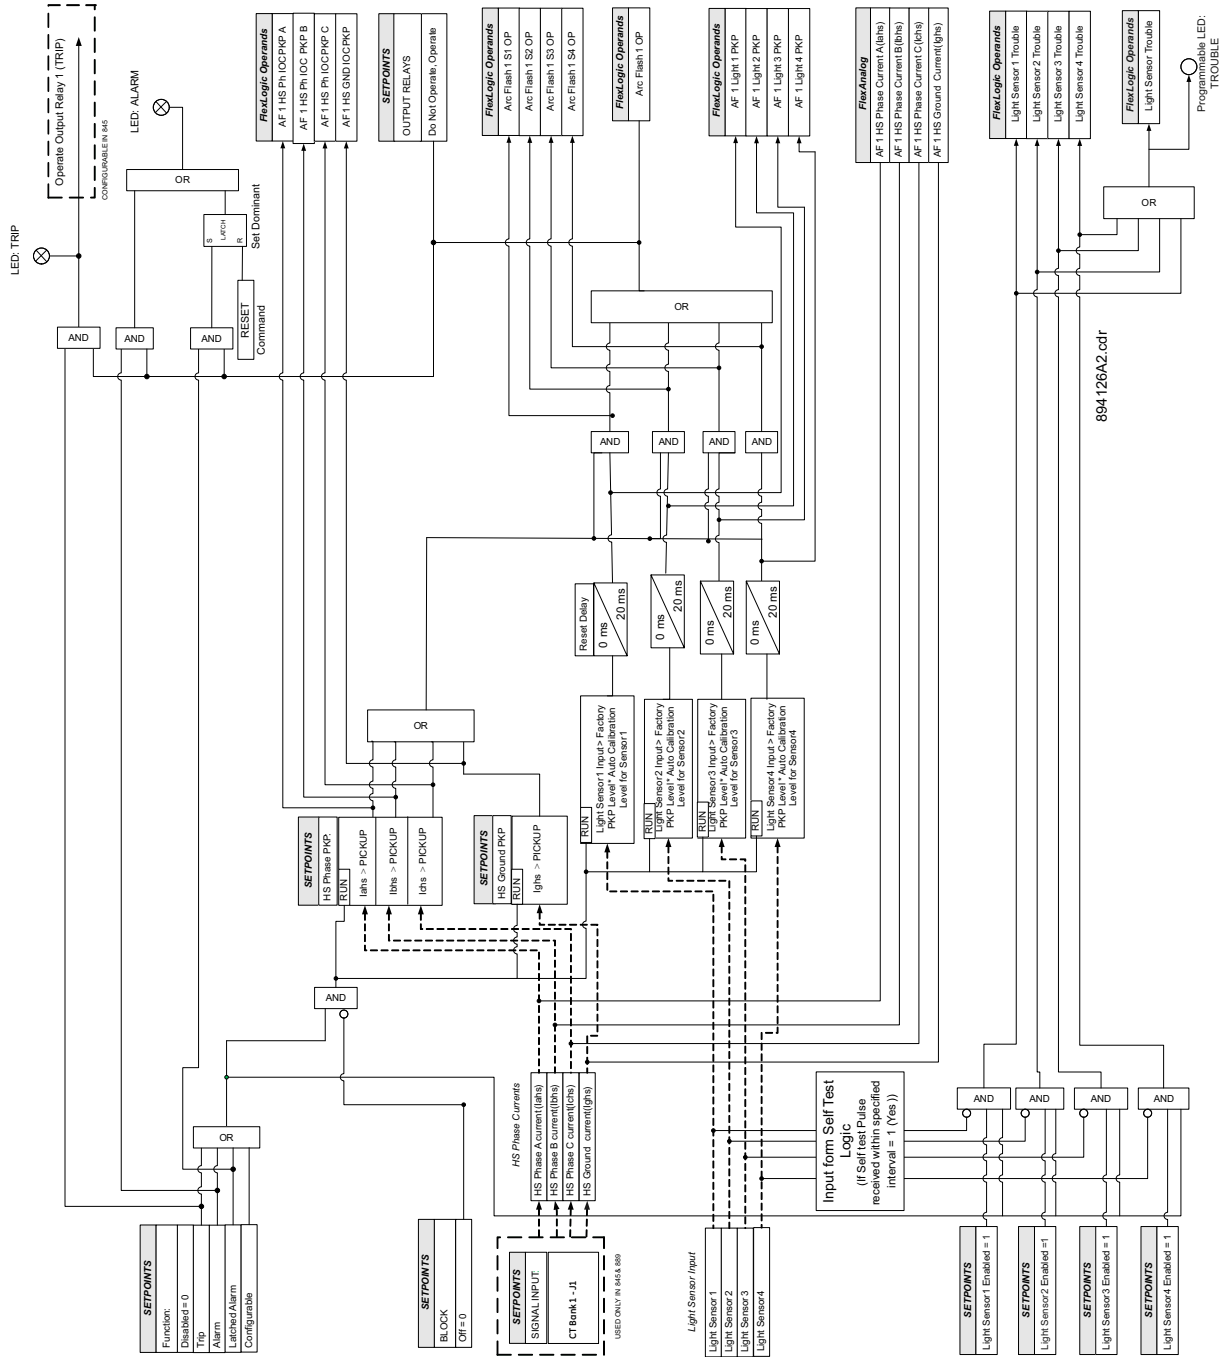 LED: TRIP
Operate Output Relay 1 (TRIP)
CONFIGURABLE IN 845
LED: ALARM
AND
AND
AND
OR
S
LATCH
R
Set Dominant
RESET
Command
FlexLogic Operands
AF 1 HS Ph IOC PKP A
AF 1 HS Ph IOC PKP B
AF 1 HS Ph IOC PKP C
AF 1 HS GND IOC PKP
SETPOINTS
OUTPUT RELAYS
Do Not Operate, Operate
FlexLogic Operands
Arc Flash 1 S1 OP
Arc Flash 1 S2 OP
Arc Flash 1 S3 OP
Arc Flash 1 S4 OP
FlexLogic Operands
Arc Flash 1 OP
FlexLogic Operands
AF 1 Light 1 PKP
AF 1 Light 2 PKP
AF 1 Light 3 PKP
AF 1 Light 4 PKP
FlexAnalog
AF 1 HS Phase Current A(Iahs)
AF 1 HS Phase Current B(Ibhs)
AF 1 HS Phase Current C(Ichs)
AF 1 HS Ground Current(Ighs)
FlexLogic Operands
Light Sensor 1 Trouble
Light Sensor 2 Trouble
Light Sensor 3 Trouble
Light Sensor 4 Trouble
FlexLogic Operands
Light Sensor Trouble
Programmable LED:
TROUBLE
OR
OR
AND
AND
AND
AND
894126A2.cdr
Reset Delay
0 ms
20 ms
0 ms
20 ms
0 ms
20 ms
0 ms
20 ms
OR
SETPOINTS
HS Phase PKP:
RUN
Iahs > PICKUP
Ibhs > PICKUP
Ichs > PICKUP
SETPOINTS
HS Ground PKP
RUN
Ighs > PICKUP
RUN
Light Sensor1 Input > Factory
PKP Level* Auto Calibration
Level for Sensor1
RUN
Light Sensor2 Input > Factory
PKP Level* Auto Calibration
Level for Sensor2
RUN
Light Sensor3 Input > Factory
PKP Level* Auto Calibration
Level for Sensor3
RUN
Light Sensor4 Input > Factory
PKP Level* Auto Calibration
Level for Sensor4
AND
OR
HS Phase Currents
HS Phase A current(Iahs)
HS Phase B current(Ibhs)
HS Phase C current(Ichs)
HS Ground current(Ighs)
Input form Self Test
Logic
(If Self test Pulse
received within specified
interval = 1 (Yes ))
AND
AND
AND
AND
SETPOINTS
Function:
Disabled = 0
Trip
Alarm
Latched Alarm
Configurable
SETPOINTS
BLOCK
Off = 0
SETPOINTS
SIGNAL INPUT:
CT Bank 1 - J1
USED ONLY IN 845 & 889
Light Sensor Input
Light Sensor 1
Light Sensor 2
Light Sensor 3
Light Sensor4
SETPOINTS
Light Sensor1 Enabled = 1
SETPOINTS
Light Sensor2 Enabled =1
SETPOINTS
Light Sensor3 Enabled = 1
SETPOINTS
Light Sensor4 Enabled = 1